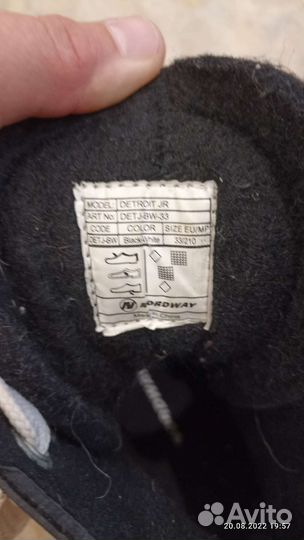 MODEL DETROIT JR
ART No DETJ-BW-33
CODE COLOR SIZE EU/MP
DETJ-BW Black-White 33/210
NORDWAY
Made in China
20.08.2022 19:57
Avito